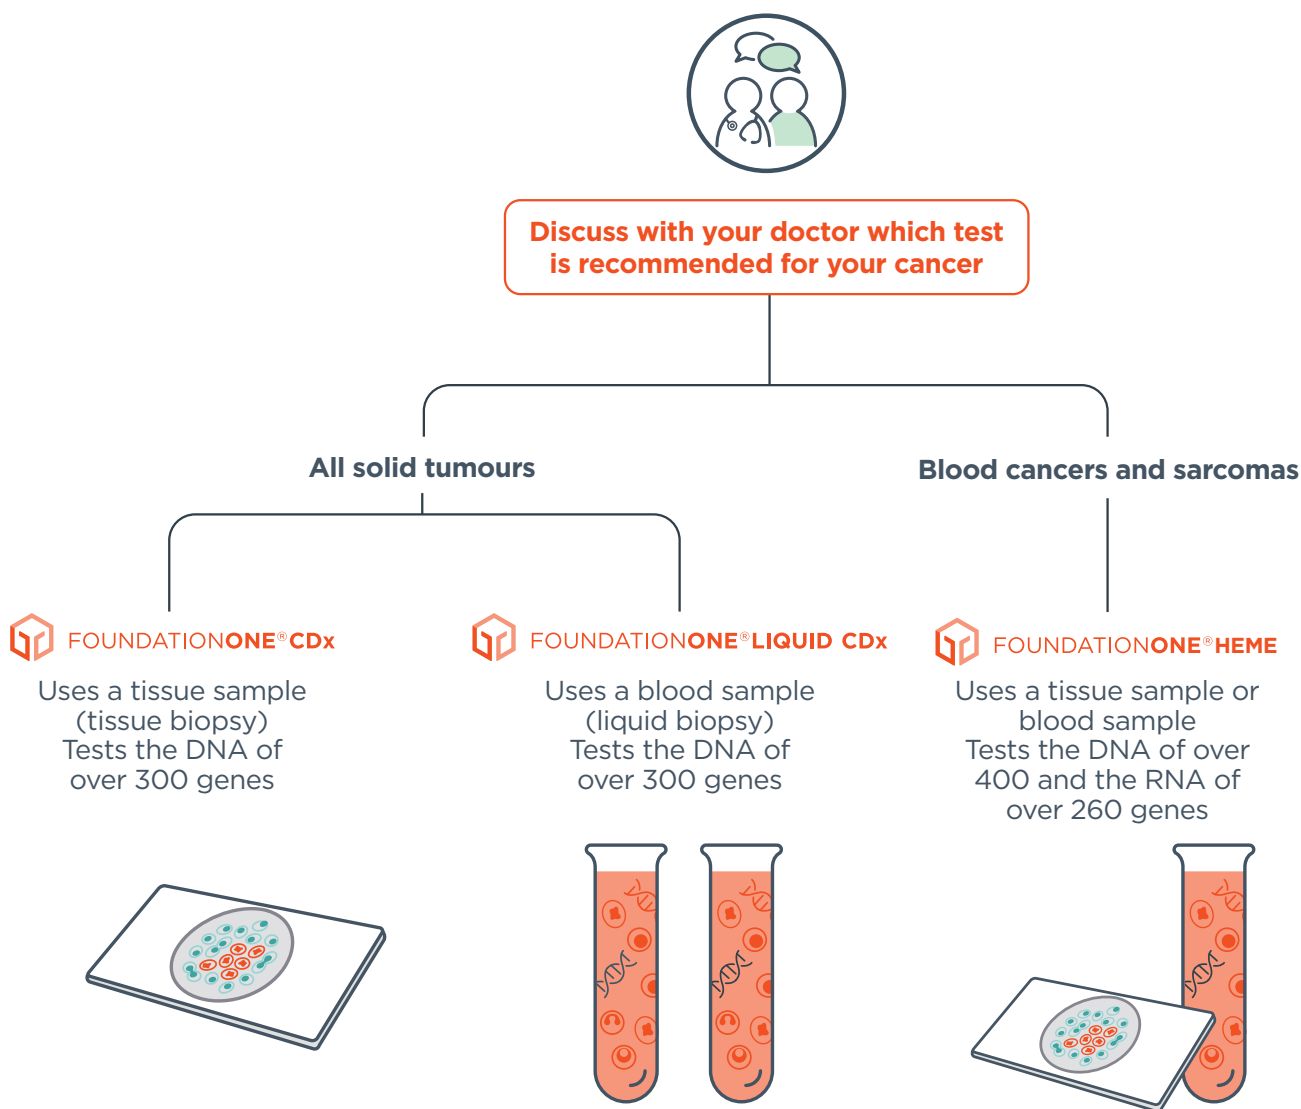 Discuss with your doctor which test
is recommended for your cancer
All solid tumours
Blood cancers and sarcomas
FOUNDATIONONE®CDx
Uses a tissue sample
(tissue biopsy)
Tests the DNA of
over 300 genes
FOUNDATIONONE®LIQUID CDx
Uses a blood sample
(liquid biopsy)
Tests the DNA of
over 300 genes
FOUNDATIONONE®HEME
Uses a tissue sample or
blood sample
Tests the DNA of over
400 and the RNA of
over 260 genes